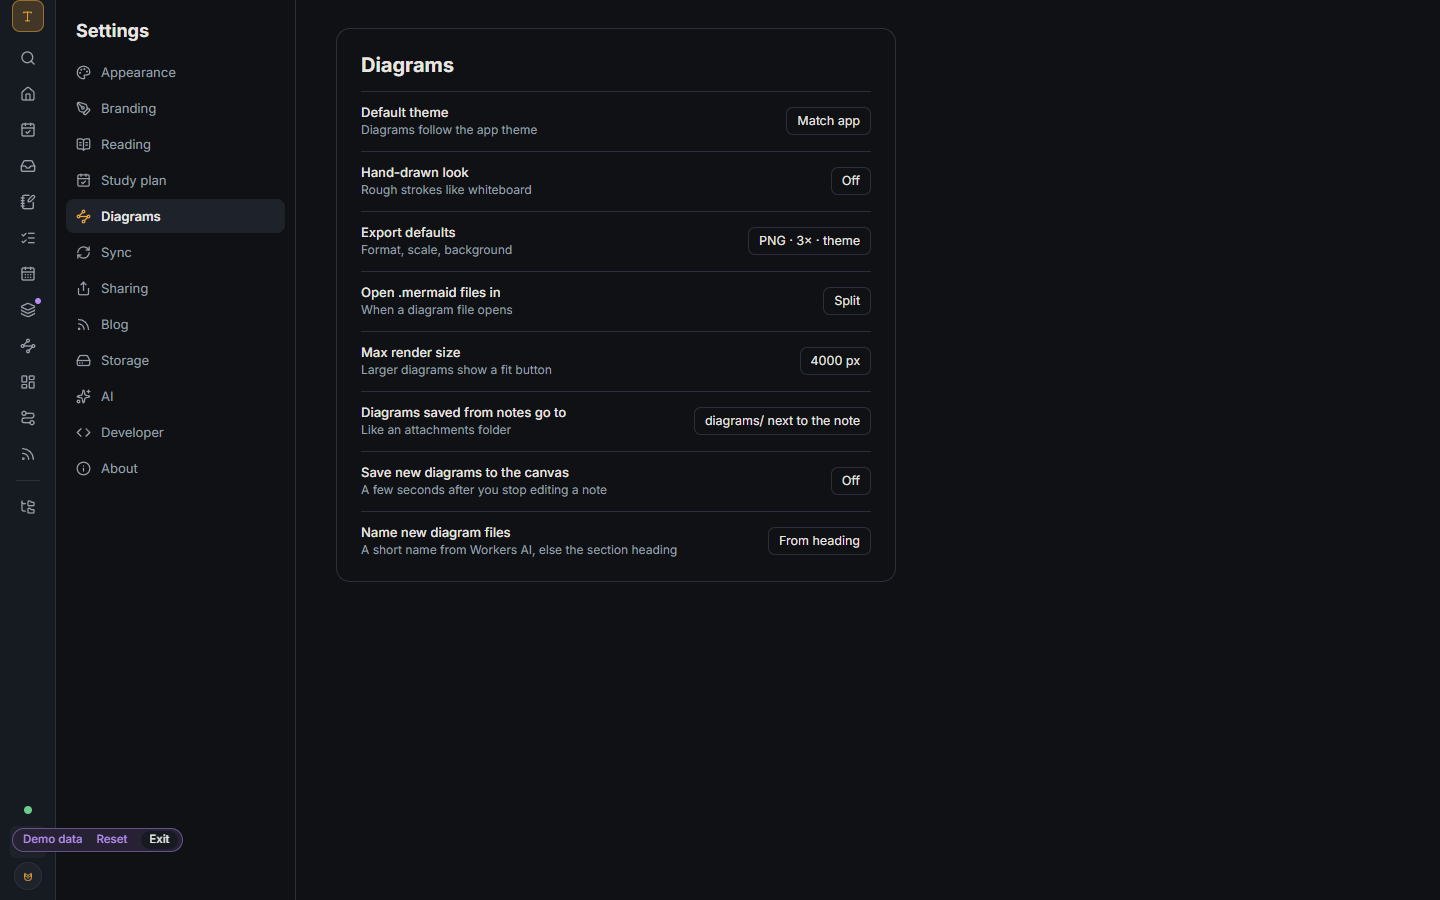 T
Settings
Appearance
Branding
Reading
Study plan
Diagrams
Sync
Sharing
Blog
Storage
AI
Developer
About
Demo data Reset Exit
Diagrams
Default theme
Diagrams follow the app theme
Match app
Hand-drawn look
Rough strokes like whiteboard
Off
Export defaults
Format, scale, background
PNG · 3× · theme
Open .mermaid files in
When a diagram file opens
Split
Max render size
Larger diagrams show a fit button
4000 px
Diagrams saved from notes go to
Like an attachments folder
diagrams/ next to the note
Save new diagrams to the canvas
A few seconds after you stop editing a note
Off
Name new diagram files
A short name from Workers AI, else the section heading
From heading